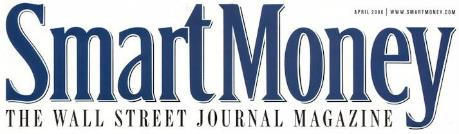 APRIL 2006 | WWW.SMARTMONEY.COM
SmartMoney
THE WALL STREET JOURNAL MAGAZINE